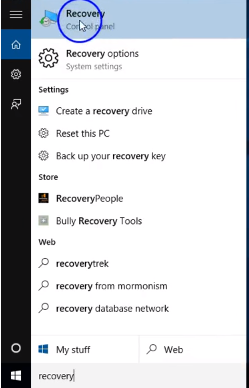 Recovery
Control panel
Recovery options
System settings
Settings
Create a recovery drive
Reset this PC
Back up your recovery key
Store
RecoveryPeople
Bully Recovery Tools
Web
recoverytrek
recovery from mormonism
recovery database network
My stuff
Web
recovery